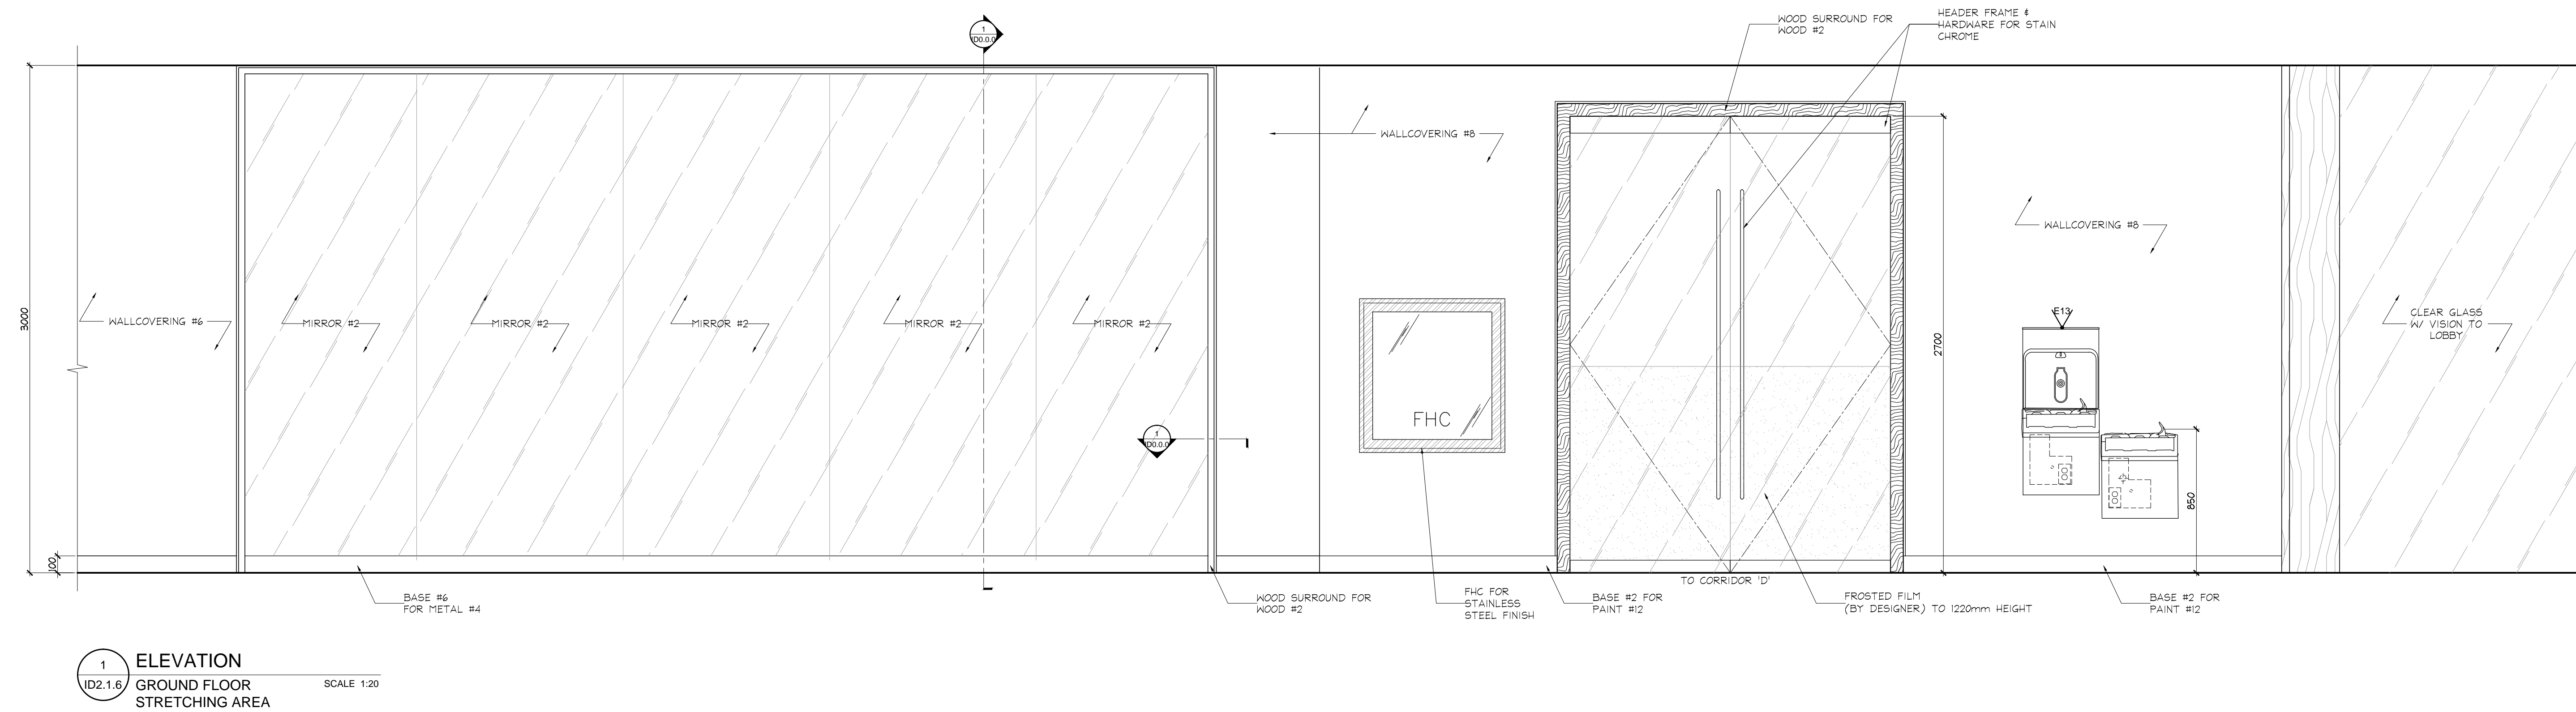 1
ID0.0.0
WOOD SURROUND FOR
WOOD #2
HEADER FRAME &
HARDWARE FOR STAIN
CHROME
3000
100
WALLCOVERING #6
MIRROR #2
MIRROR #2
MIRROR #2
MIRROR #2
MIRROR #2
1
ID0.0.0
WALLCOVERING #8
FHC
2700
WALLCOVERING #8
E13
850
CLEAR GLASS
W/ VISION TO
LOBBY
TO CORRIDOR 'D'
BASE #6
FOR METAL #4
WOOD SURROUND FOR
WOOD #2
FHC FOR
STAINLESS
STEEL FINISH
BASE #2 FOR
PAINT #12
FROSTED FILM
(BY DESIGNER) TO 1220mm HEIGHT
BASE #2 FOR
PAINT #12
1
ID2.1.6
ELEVATION
GROUND FLOOR
STRETCHING AREA
SCALE 1:20